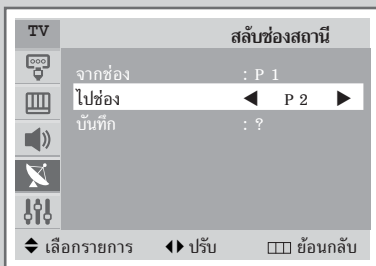 TV สลับช่องสถานี
จากช่อง : P 1
ไปช่อง ◀ P 2 ▶
บันทึก : ?
เลือกรายการ ปรับ ย้อนกลับ